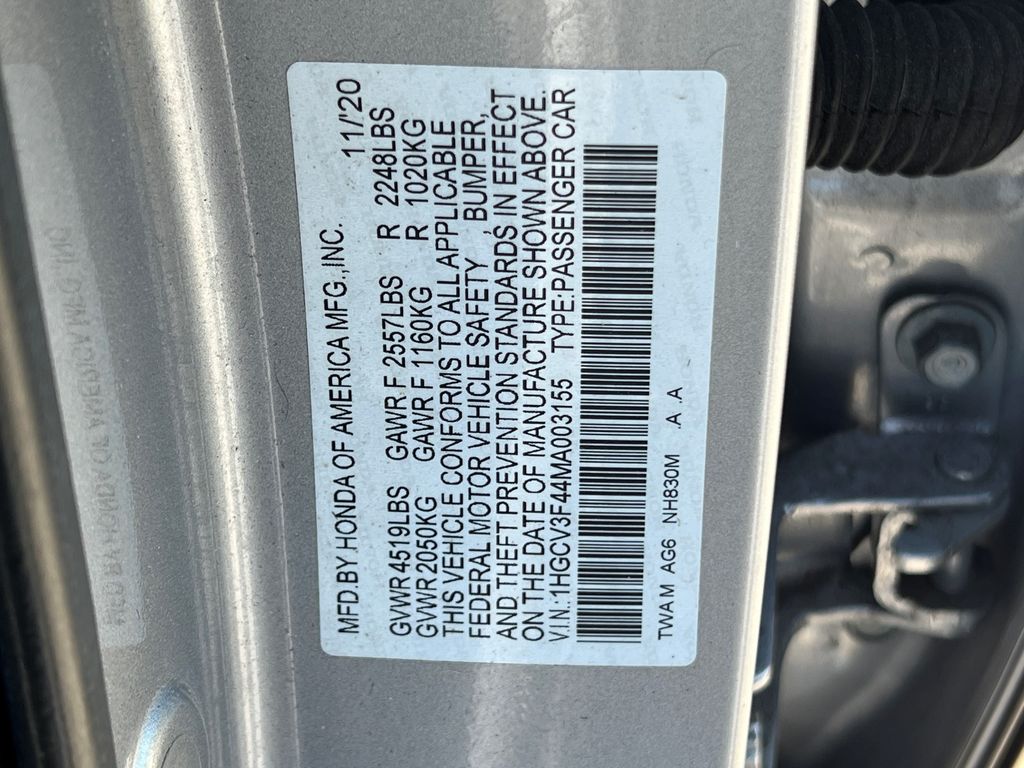 MFD.BY HONDA OF AMERICA MFG.,INC. 11/'20
GVWR4519LBS GAWR F 2557LBS R 2248LBS
GVWR2050KG GAWR F 1160KG R 1020KG
THIS VEHICLE CONFORMS TO ALL APPLICABLE
FEDERAL MOTOR VEHICLE SAFETY, BUMPER,
AND THEFT PREVENTION STANDARDS IN EFFECT
ON THE DATE OF MANUFACTURE SHOWN ABOVE.
V.I.N.:1HGCV3F44MA003155 TYPE:PASSENGER CAR
TWAM AG6 NH830M .A .A